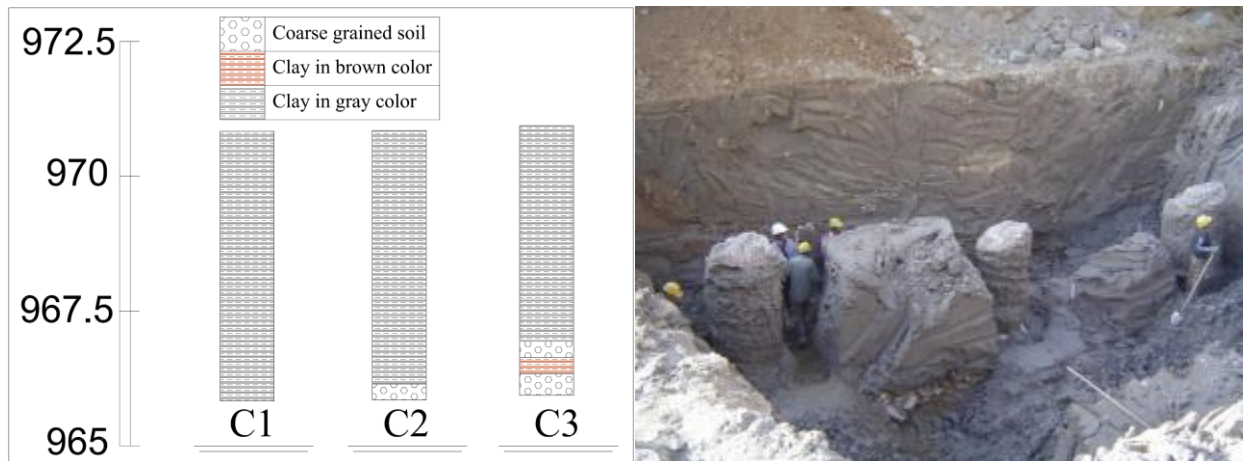 972.5
Coarse grained soil
Clay in brown color
Clay in gray color
970
967.5
965
C1 C2 C3